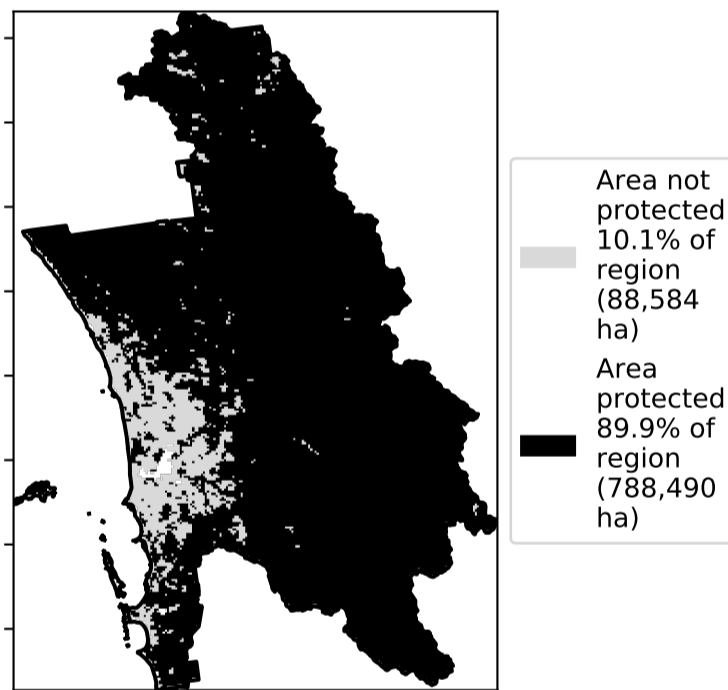 Area not
protected
10.1% of
region
(88,584
ha)
Area
protected
89.9% of
region
(788,490
ha)